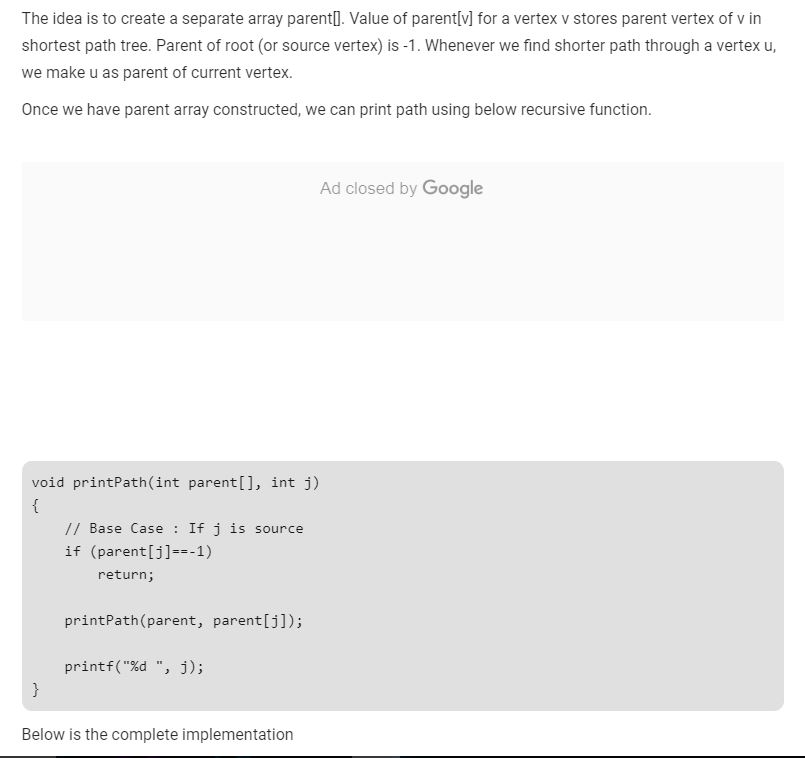 The idea is to create a separate array parent[]. Value of parent[v] for a vertex v stores parent vertex of v in
shortest path tree. Parent of root (or source vertex) is -1. Whenever we find shorter path through a vertex u,
we make u as parent of current vertex.
Once we have parent array constructed, we can print path using below recursive function.
Ad closed by Google
void printPath(int parent[], int j)
{
    // Base Case : If j is source
    if (parent[j]==-1)
        return;
    printPath(parent, parent[j]);
    printf("%d ", j);
}
Below is the complete implementation